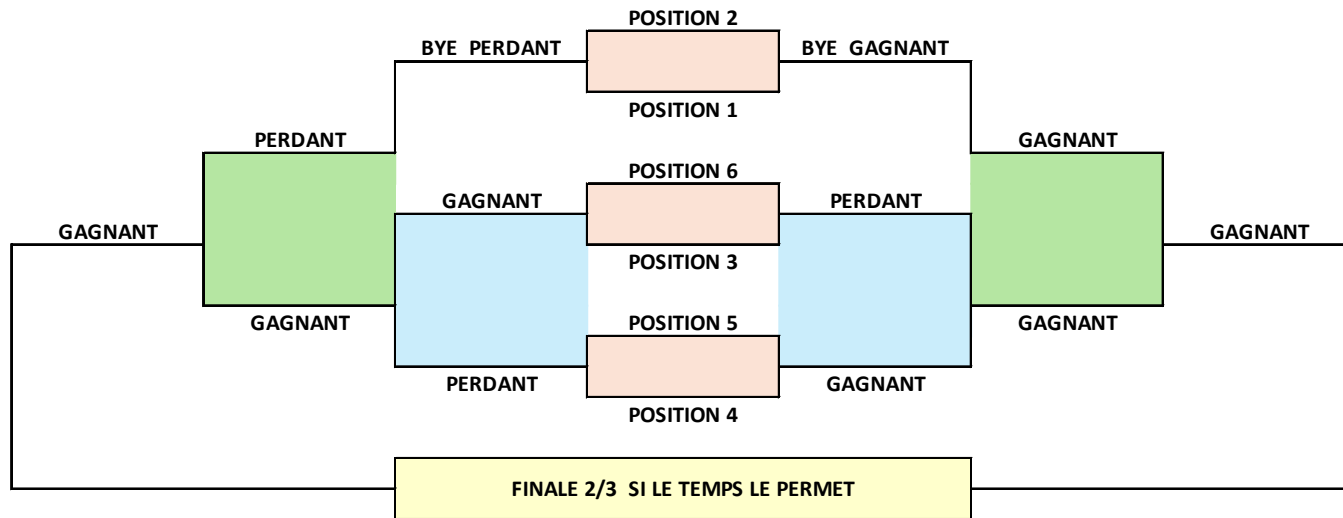 POSITION 2
BYE PERDANT
BYE GAGNANT
POSITION 1
PERDANT
GAGNANT
POSITION 6
GAGNANT
PERDANT
GAGNANT
GAGNANT
POSITION 3
GAGNANT
POSITION 5
GAGNANT
PERDANT
GAGNANT
POSITION 4
FINALE 2/3 SI LE TEMPS LE PERMET